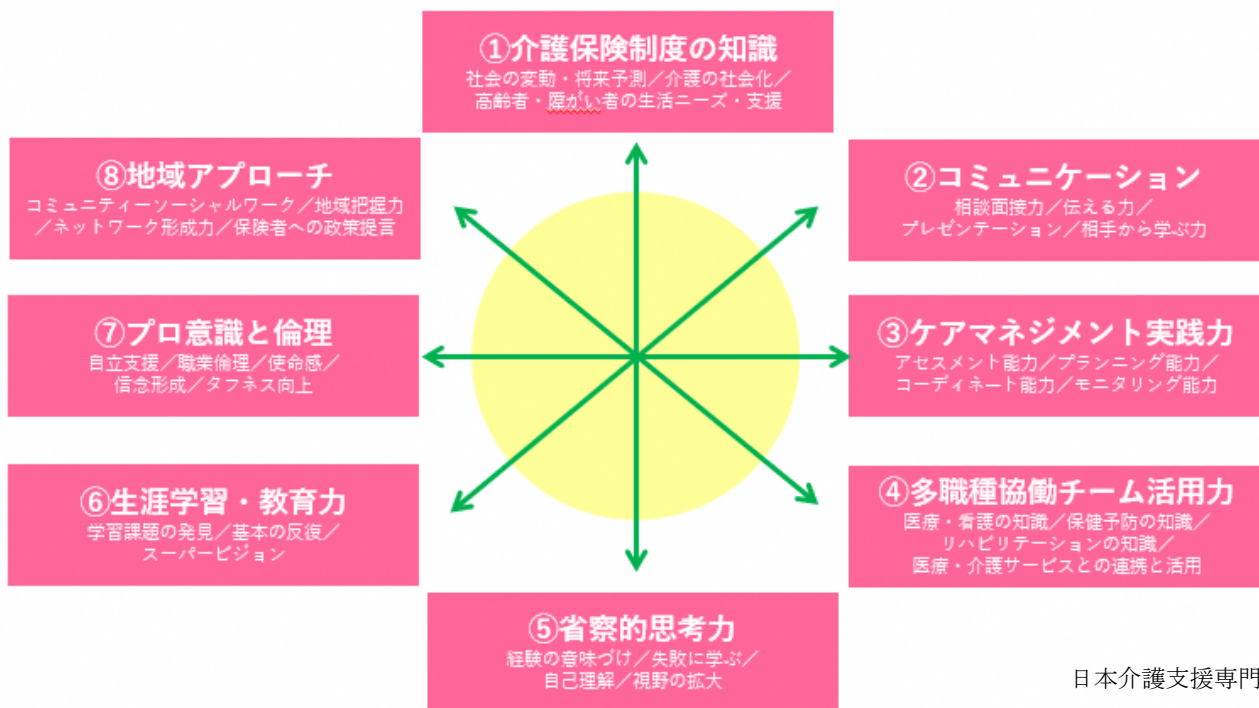 ①介護保険制度の知識
社会の変動・将来予測／介護の社会化／
高齢者・障がい者の生活ニーズ・支援
②コミュニケーション
相談面接力／伝える力／
プレゼンテーション／相手から学ぶ力
③ケアマネジメント実践力
アセスメント能力／プランニング能力／
コーディネート能力／モニタリング能力
④多職種協働チーム活用力
医療・看護の知識／保健予防の知識／
リハビリテーションの知識／
医療・介護サービスとの連携と活用
⑤省察的思考力
経験の意味づけ／失敗に学ぶ／
自己理解／視野の拡大
⑥生涯学習・教育力
学習課題の発見／基本の反復／
スーパービジョン
⑦プロ意識と倫理
自立支援／職業倫理／使命感／
信念形成／タフネス向上
⑧地域アプローチ
コミュニティーソーシャルワーク／地域把握力
／ネットワーク形成力／保険者への政策提言
日本介護支援専門